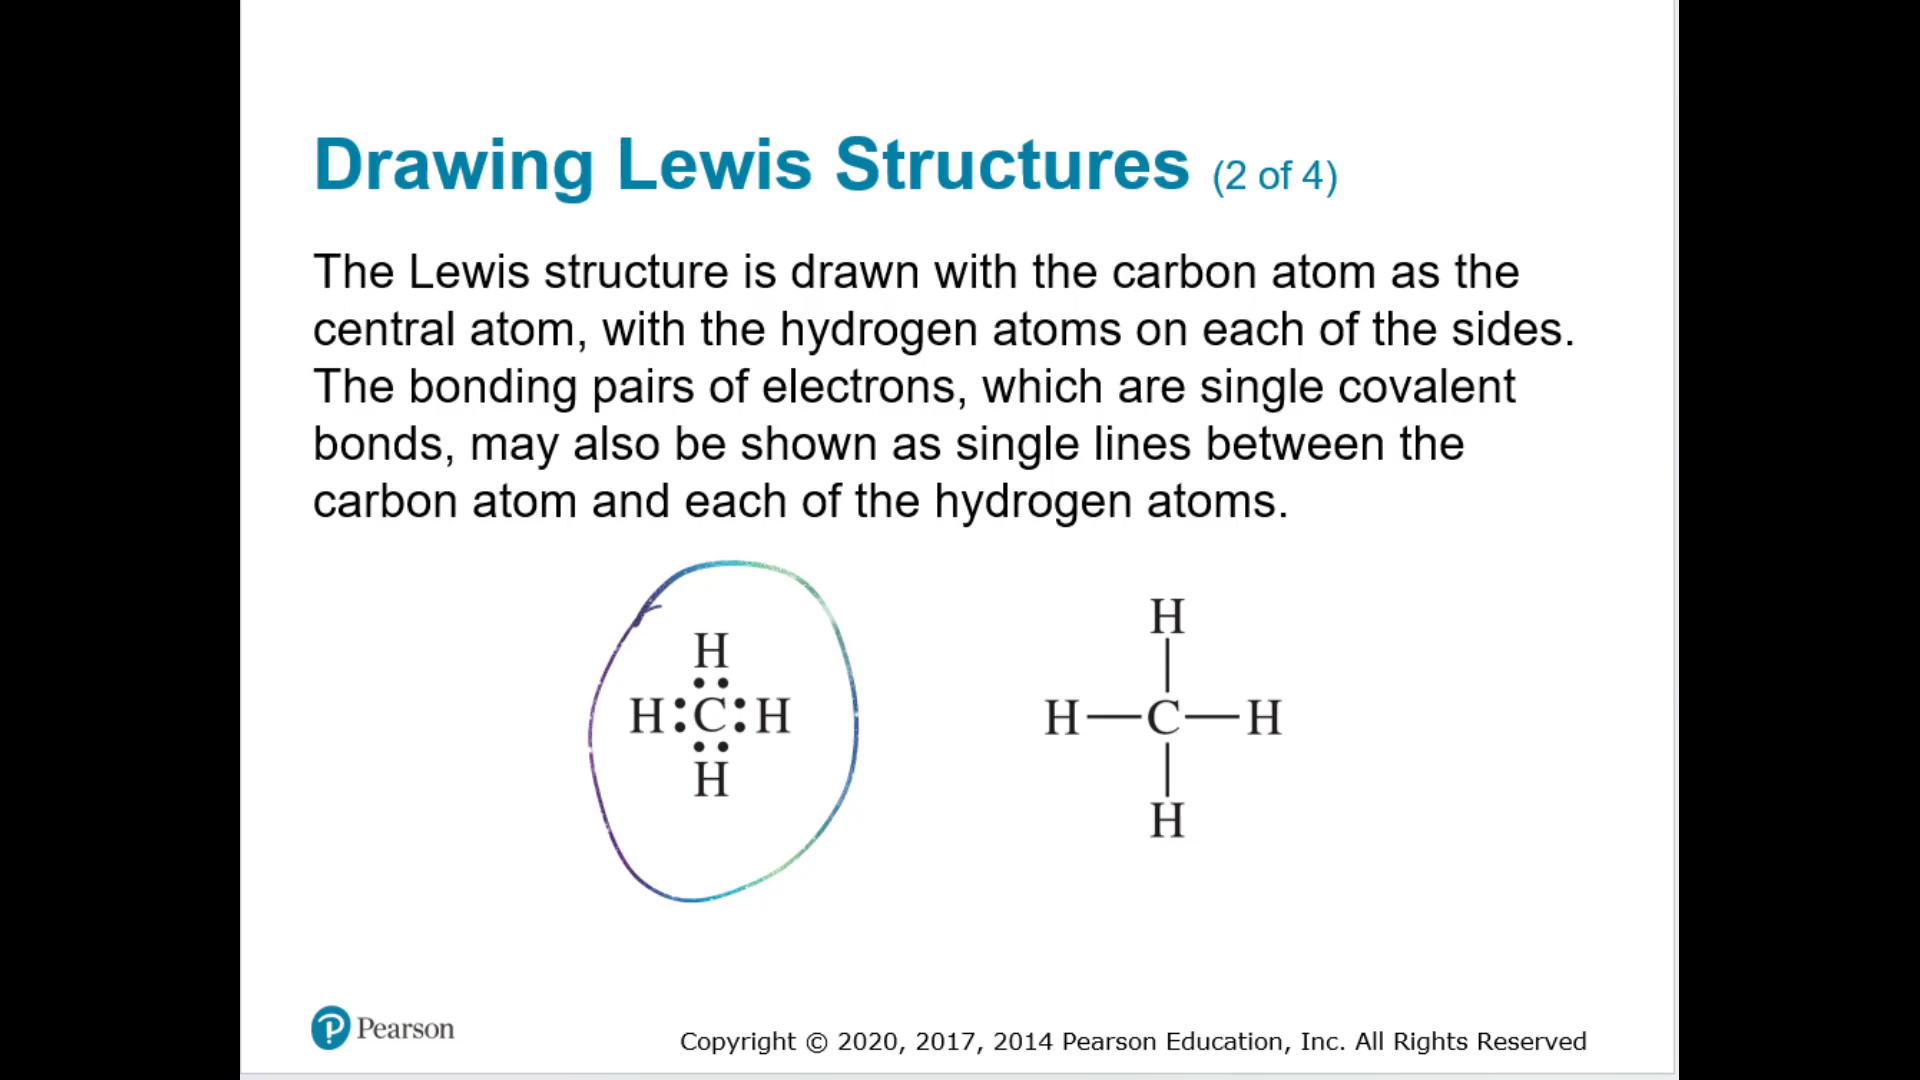 Drawing Lewis Structures (2 of 4)
The Lewis structure is drawn with the carbon atom as the
central atom, with the hydrogen atoms on each of the sides.
The bonding pairs of electrons, which are single covalent
bonds, may also be shown as single lines between the
carbon atom and each of the hydrogen atoms.
H
H:C:H
H
H
H—C—H
H
Pearson
Copyright © 2020, 2017, 2014 Pearson Education, Inc. All Rights Reserved